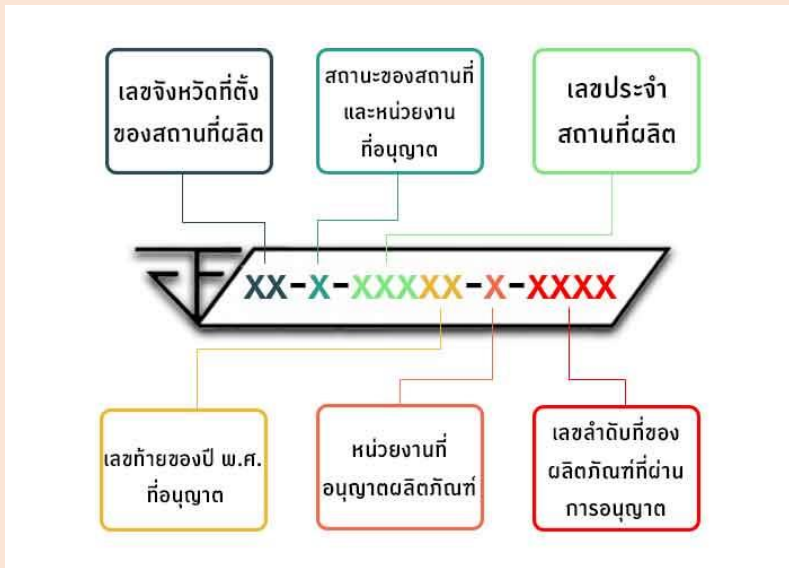 เลขจังหวัดที่ตั้ง
ของสถานที่ผลิต
สถานะของสถานที่
และหน่วยงาน
ที่อนุญาต
เลขประจำ
สถานที่ผลิต
XX-X-XXXXX-X-XXXX
เลขท้ายของปี พ.ศ.
ที่อนุญาต
หน่วยงานที่
อนุญาตผลิตภัณฑ์
เลขลำดับที่ของ
ผลิตภัณฑ์ที่ผ่าน
การอนุญาต